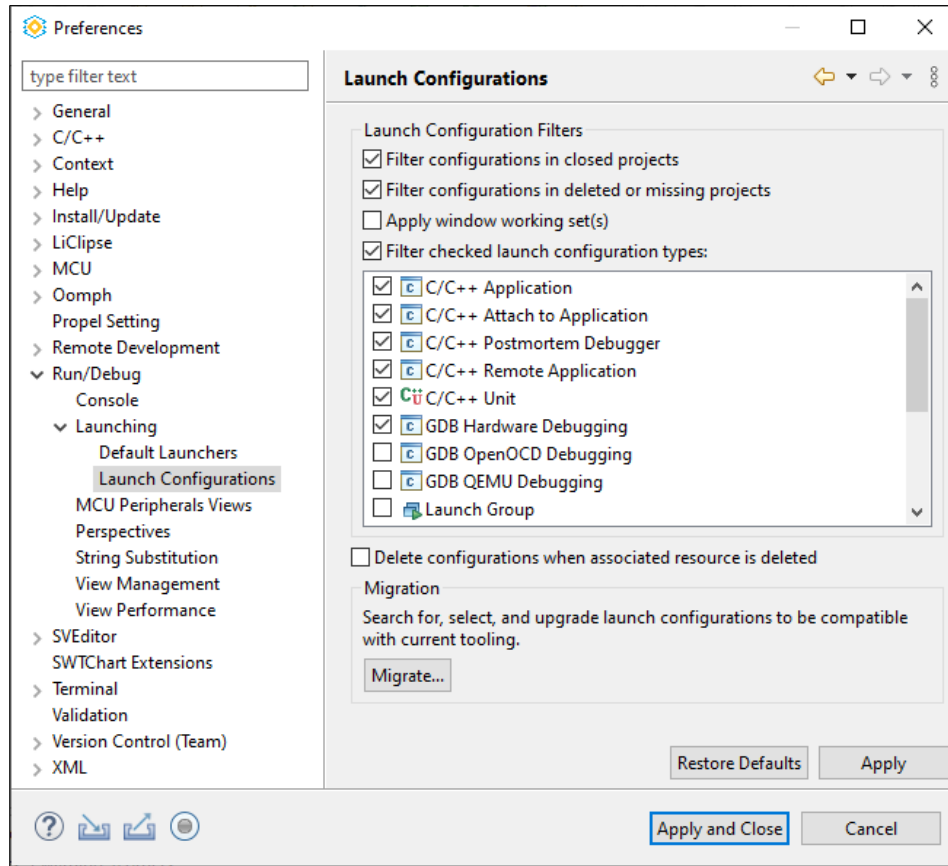 Preferences
type filter text
General
C/C++
Context
Help
Install/Update
LiClipse
MCU
Oomph
Propel Setting
Remote Development
Run/Debug
Console
Launching
Default Launchers
Launch Configurations
MCU Peripherals Views
Perspectives
String Substitution
View Management
View Performance
SVEditor
SWTChart Extensions
Terminal
Validation
Version Control (Team)
XML
Launch Configurations
Launch Configuration Filters
Filter configurations in closed projects
Filter configurations in deleted or missing projects
Apply window working set(s)
Filter checked launch configuration types:
C/C++ Application
C/C++ Attach to Application
C/C++ Postmortem Debugger
C/C++ Remote Application
C/C++ Unit
GDB Hardware Debugging
GDB OpenOCD Debugging
GDB QEMU Debugging
Launch Group
Delete configurations when associated resource is deleted
Migration
Search for, select, and upgrade launch configurations to be compatible
with current tooling.
Migrate...
Restore Defaults
Apply
Apply and Close
Cancel